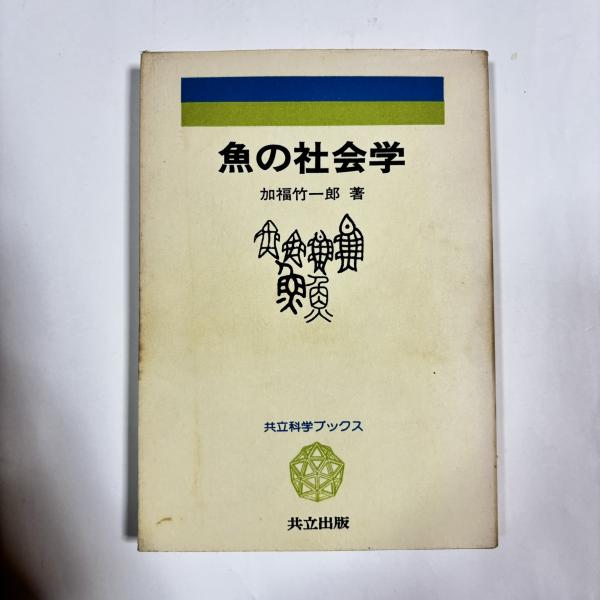 魚の社会学
加福竹一郎 著
共立科学ブックス
共立出版